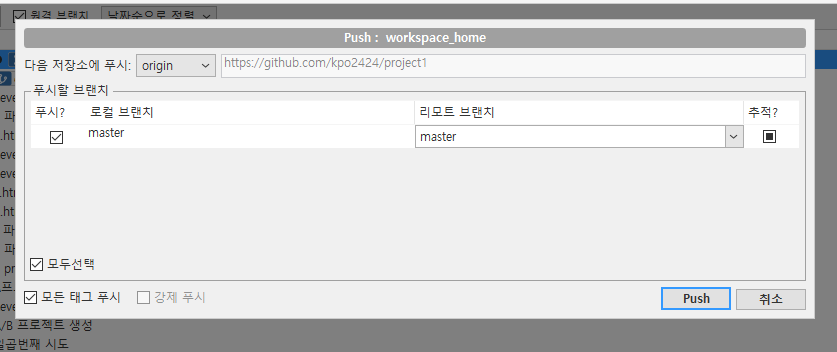 원격 브랜치 날짜순으로 정렬
Push : workspace_home
다음 저장소에 푸시: origin https://github.com/kpo2424/project1
푸시할 브랜치
푸시? 로컬 브랜치 리모트 브랜치 추적?
master master
모두선택
모든 태그 푸시 강제 푸시
Push 취소
/B 프로젝트 생성
일곱번째 시도